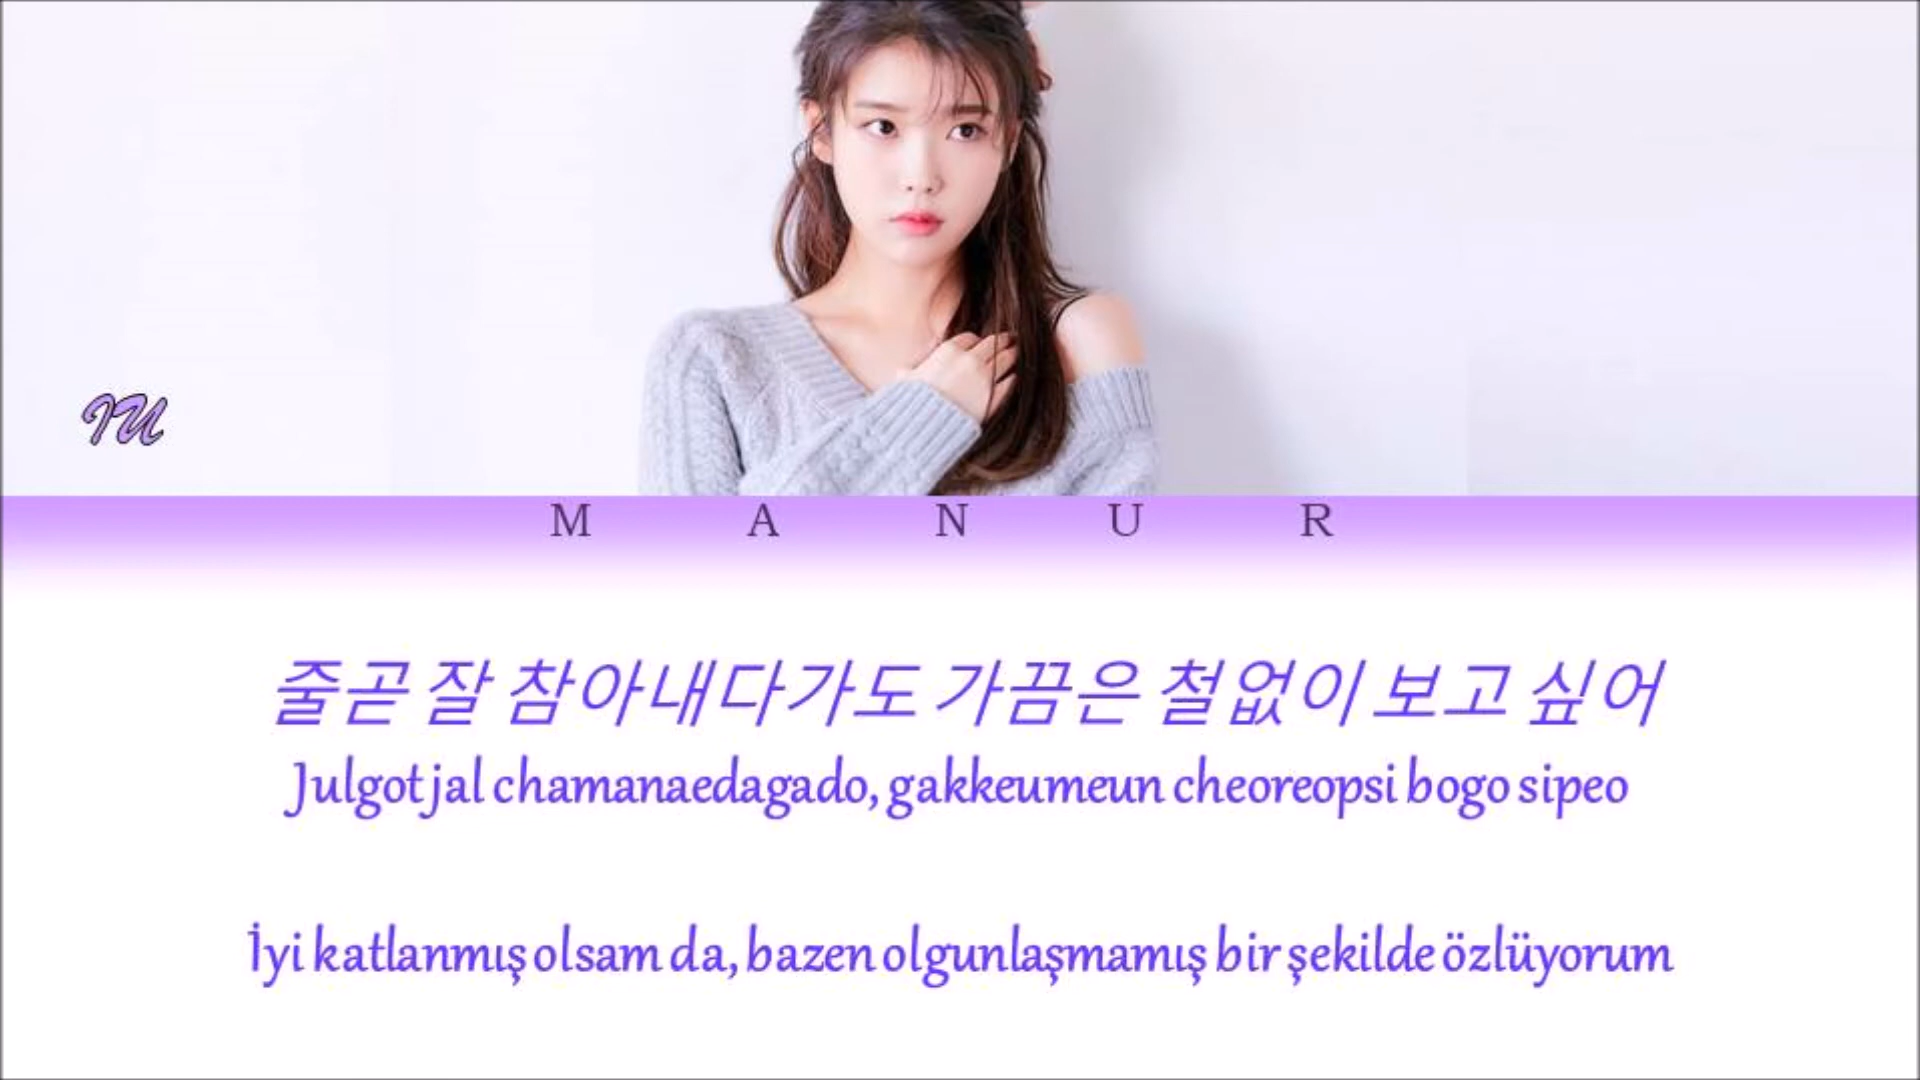 IU
M A N U R
줄곧 잘 참아내다가도 가끔은 철없이 보고 싶어
Julgot jal chamanaedagado, gakkeumeun cheoreopsi bogo sipeo
İyi katlanmış olsam da, bazen olgunlaşmamış bir şekilde özlüyorum